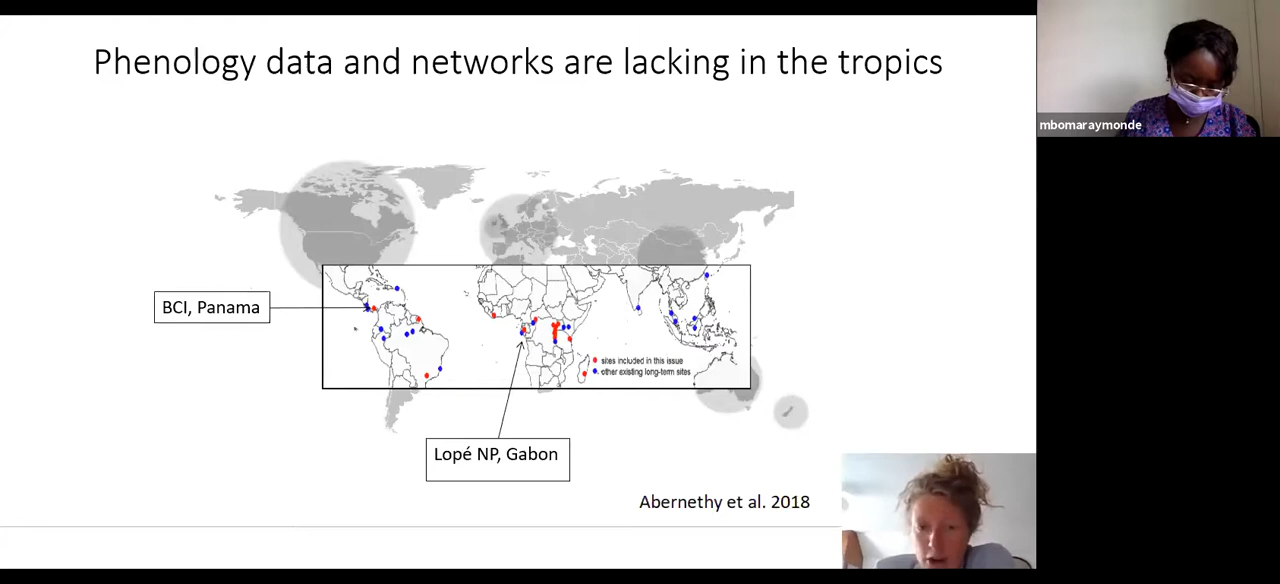 Phenology data and networks are lacking in the tropics
mbomaraymonde
BCI, Panama
sites included in this issue
other existing long-term sites
Lopé NP, Gabon
Abernethy et al. 2018